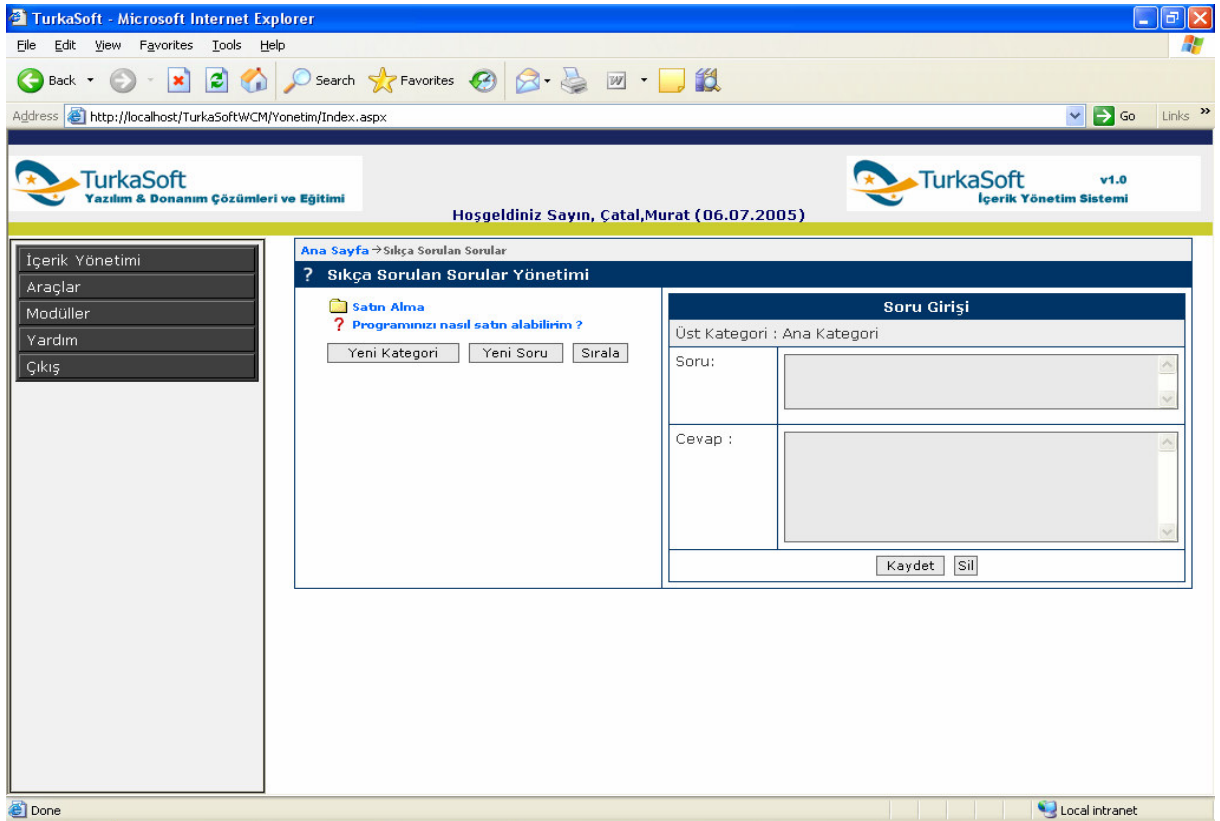 TurkaSoft - Microsoft Internet Explorer
File Edit View Favorites Tools Help
Back Search Favorites
Address http://localhost/TurkaSoftWCM/Yonetim/Index.aspx Go Links »
TurkaSoft
Yazılım & Donanım Çözümleri ve Eğitimi
TurkaSoft v1.0
İçerik Yönetim Sistemi
Hoşgeldiniz Sayın, Çatal,Murat (06.07.2005)
İçerik Yönetimi
Araçlar
Modüller
Yardım
Çıkış
Ana Sayfa→Sıkça Sorulan Sorular
? Sıkça Sorulan Sorular Yönetimi
Satın Alma
? Programınızı nasıl satın alabilirim ?
Yeni Kategori Yeni Soru Sırala
Soru Girişi
Üst Kategori : Ana Kategori
Soru:
Cevap :
Kaydet Sil
Done Local intranet